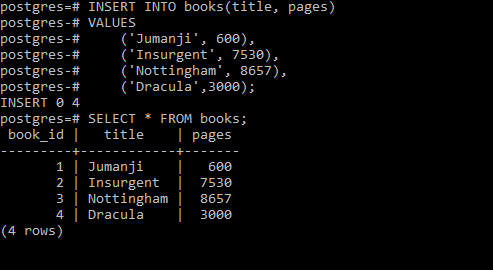 postgres=# INSERT INTO books(title, pages)
postgres-# VALUES
postgres-#     ('Jumanji', 600),
postgres-#     ('Insurgent', 7530),
postgres-#     ('Nottingham', 8657),
postgres-#     ('Dracula',3000);
INSERT 0 4
postgres=# SELECT * FROM books;
 book_id |   title    | pages
---------+------------+-------
       1 | Jumanji    |   600
       2 | Insurgent  |  7530
       3 | Nottingham |  8657
       4 | Dracula    |  3000
(4 rows)